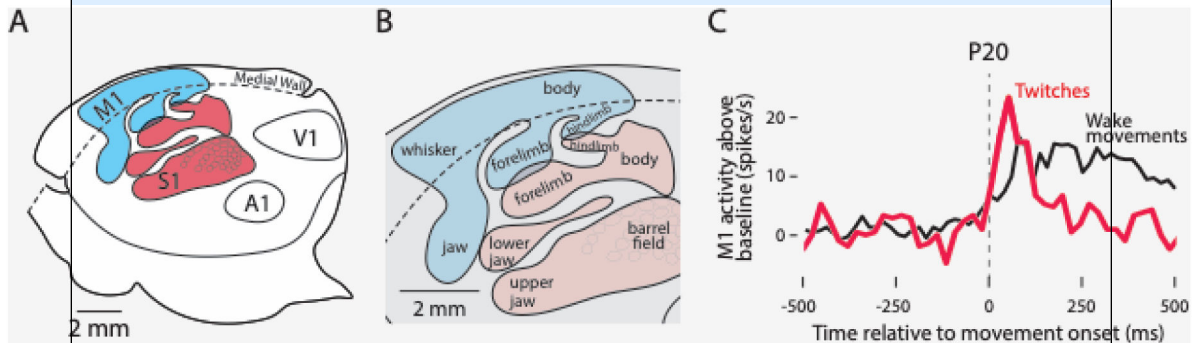 A
M1
S1
Medial Wall
V1
A1
2 mm
B
body
whisker
hindlimb
hindlimb
forelimb
body
forelimb
jaw
lower
jaw
barrel
field
upper
jaw
2 mm
C
P20
Twitches
Wake
movements
M1 activity above
baseline (spikes/s)
20
10
0
-500
-250
0
250
500
Time relative to movement onset (ms)